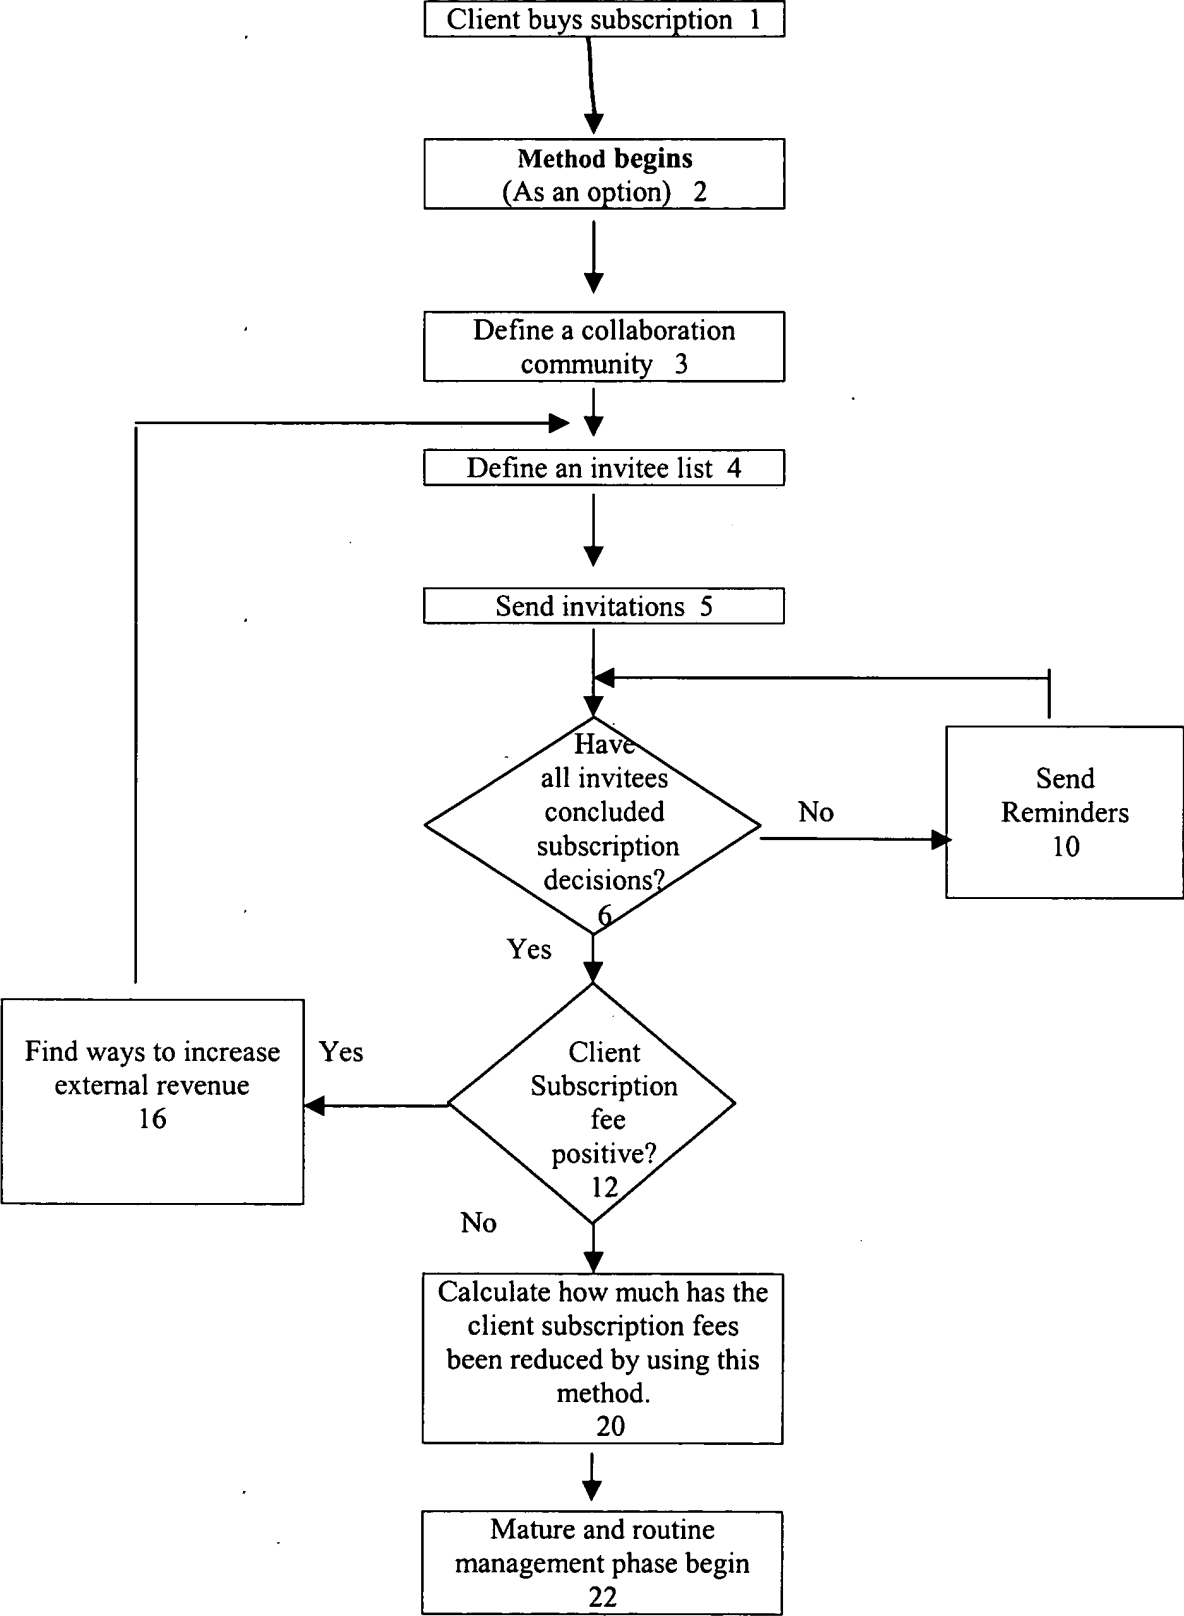 Client buys subscription 1
Method begins
(As an option) 2
Define a collaboration
community 3
Define an invitee list 4
Send invitations 5
Have
all invitees
concluded
subscription
decisions?
6
No
Send
Reminders
10
Yes
Client
Subscription
fee
positive?
12
Yes
Find ways to increase
external revenue
16
No
Calculate how much has the
client subscription fees
been reduced by using this
method.
20
Mature and routine
management phase begin
22